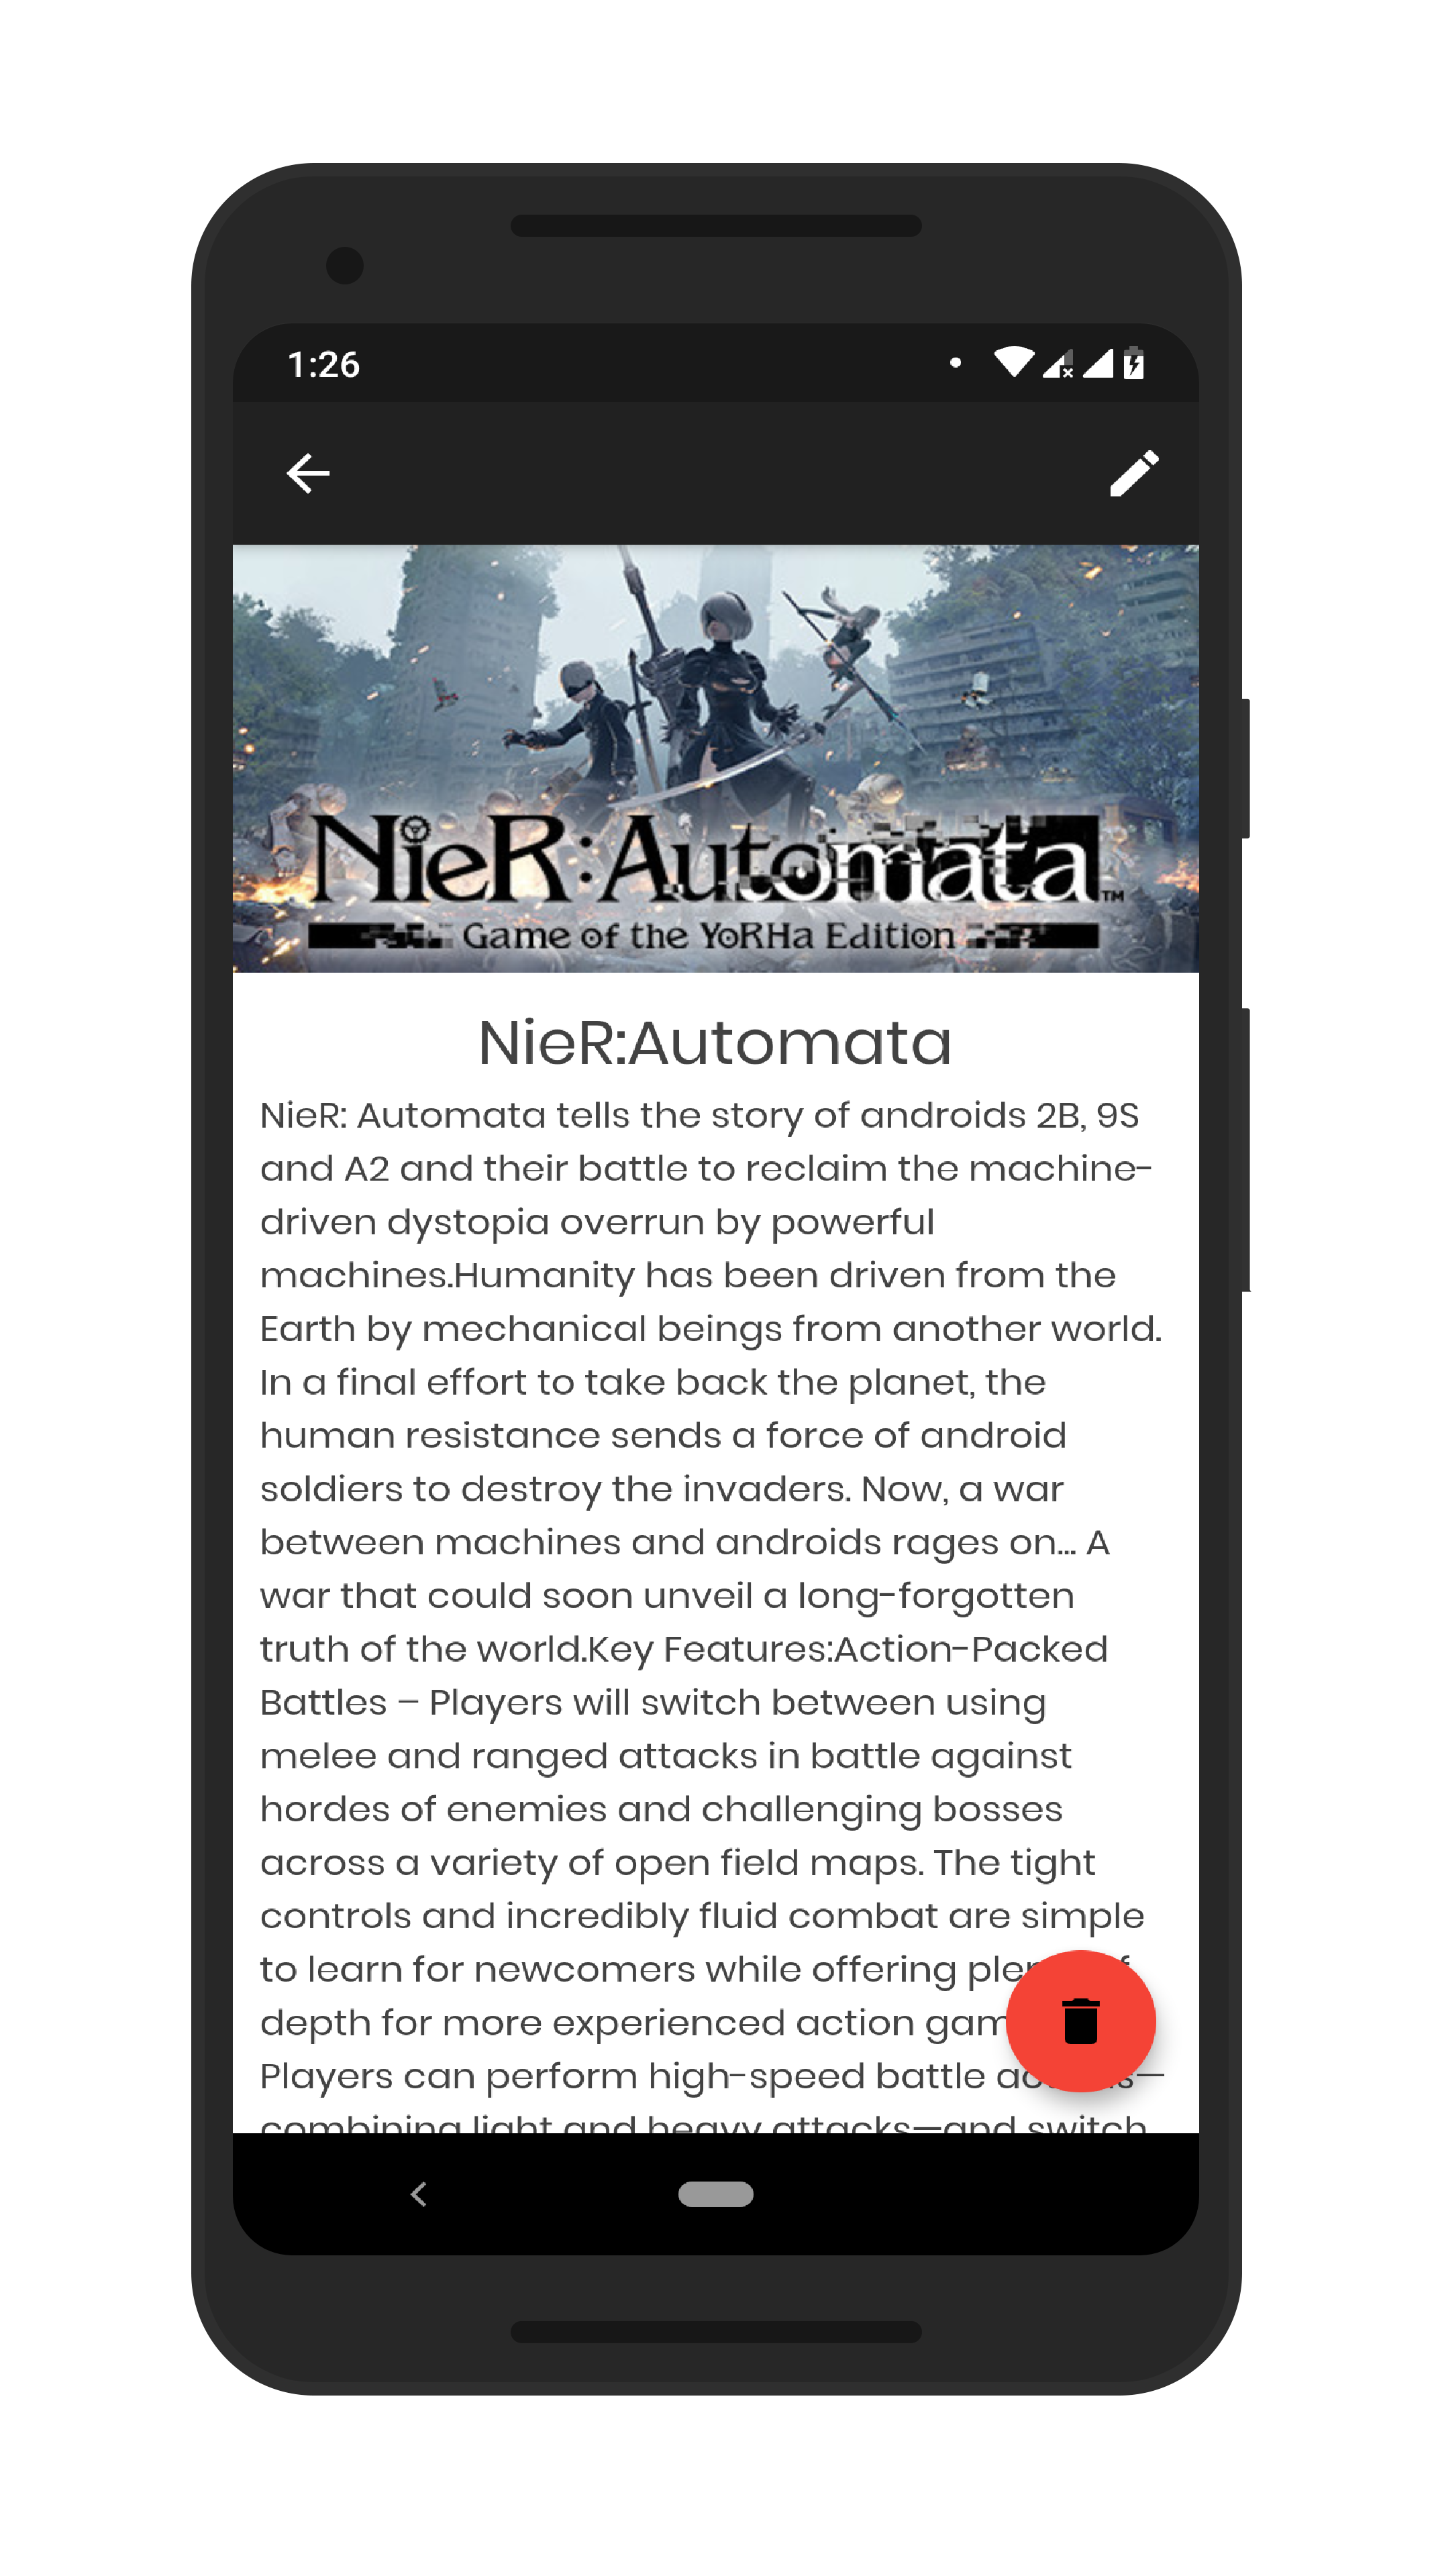 1:26
NieR:Automata™
Game of the YoRHa Edition
NieR:Automata
NieR: Automata tells the story of androids 2B, 9S
and A2 and their battle to reclaim the machine-
driven dystopia overrun by powerful
machines.Humanity has been driven from the
Earth by mechanical beings from another world.
In a final effort to take back the planet, the
human resistance sends a force of android
soldiers to destroy the invaders. Now, a war
between machines and androids rages on... A
war that could soon unveil a long-forgotten
truth of the world.Key Features:Action-Packed
Battles – Players will switch between using
melee and ranged attacks in battle against
hordes of enemies and challenging bosses
across a variety of open field maps. The tight
controls and incredibly fluid combat are simple
to learn for newcomers while offering
depth for more experienced action
Players can perform high-speed battle
combining light and heavy attacks—and switch